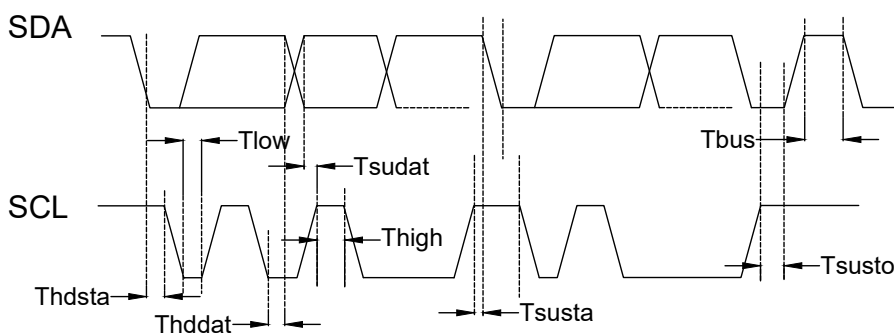 SDA
Tlow
Tbus
Tsudat
SCL
Thigh
Tsusto
Thdsta
Tsusta
Thddat